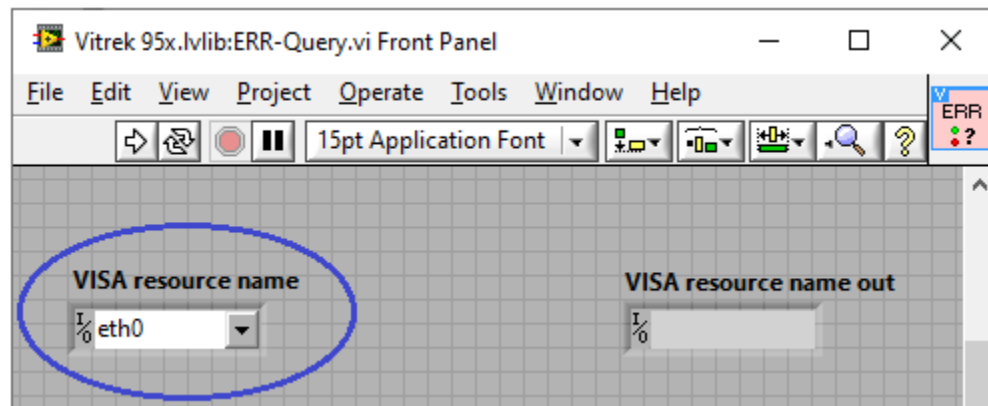 Vitrek 95x.lvlib:ERR-Query.vi Front Panel
File Edit View Project Operate Tools Window Help
V
ERR
?
15pt Application Font
?
VISA resource name
VISA resource name out
I/O eth0
I/O